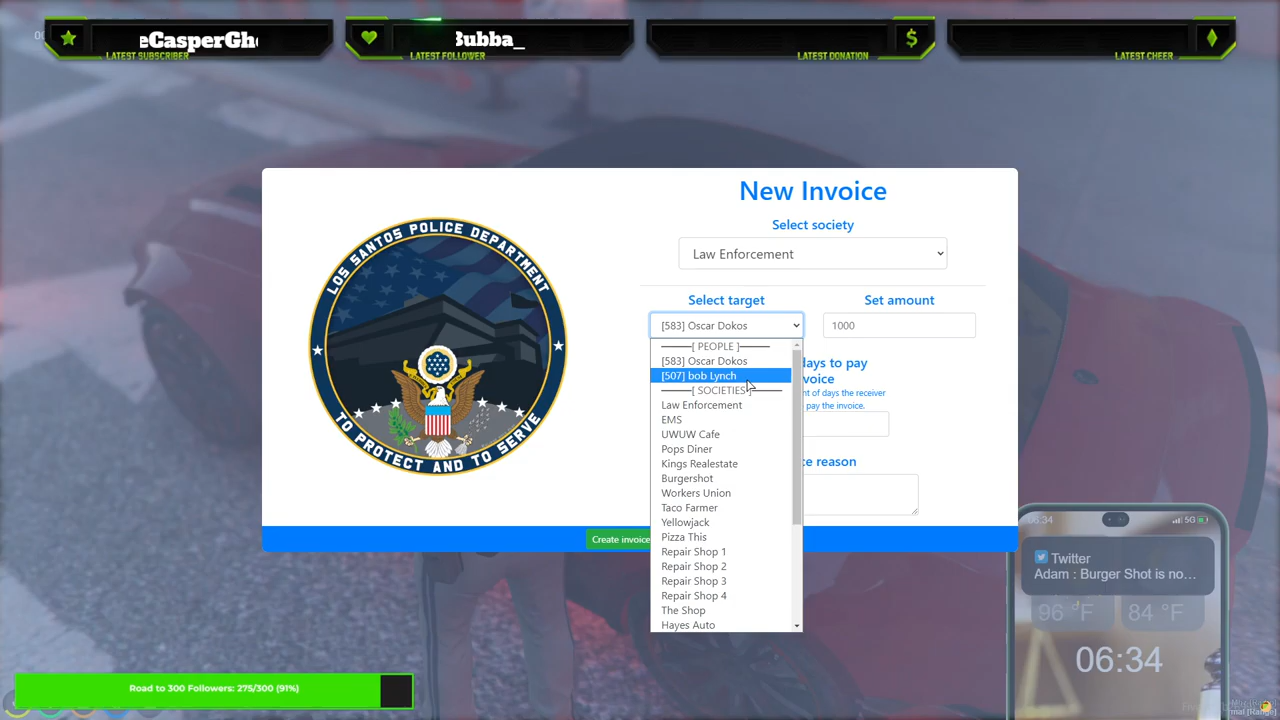 eCasperGh
LATEST SUBSCRIBER
Bubba_
LATEST FOLLOWER
$
LATEST DONATION
LATEST CHEER
LOS SANTOS POLICE DEPARTMENT
TO PROTECT AND TO SERVE
New Invoice
Select society
Law Enforcement
Select target
Set amount
[583] Oscar Dokos
1000
[ PEOPLE ]
[583] Oscar Dokos
[507] bob Lynch
[ SOCIETIES ]
Law Enforcement
EMS
UWUW Cafe
Pops Diner
Kings Realestate
Burgershot
Workers Union
Taco Farmer
Yellowjack
Pizza This
Repair Shop 1
Repair Shop 2
Repair Shop 3
Repair Shop 4
The Shop
Hayes Auto
days to pay
voice
nt of days the receiver
pay the invoice.
ce reason
Create invoice
06:34
5G
Twitter
Adam : Burger Shot is no...
96 °F
84 °F
06:34
Road to 300 Followers: 275/300 (91%)
mal [Range]